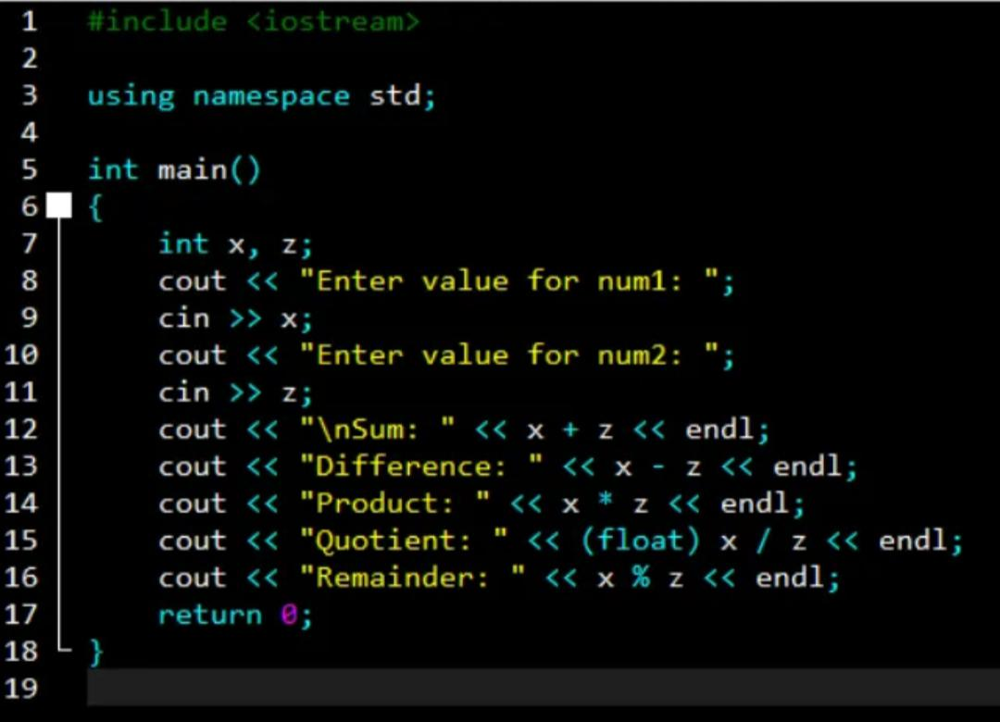 1 #include <iostream>
2
3 using namespace std;
4
5 int main()
6 {
7 int x, z;
8 cout << "Enter value for num1: ";
9 cin >> x;
10 cout << "Enter value for num2: ";
11 cin >> z;
12 cout << "\nSum: " << x + z << endl;
13 cout << "Difference: " << x - z << endl;
14 cout << "Product: " << x * z << endl;
15 cout << "Quotient: " << (float) x / z << endl;
16 cout << "Remainder: " << x % z << endl;
17 return 0;
18 }
19